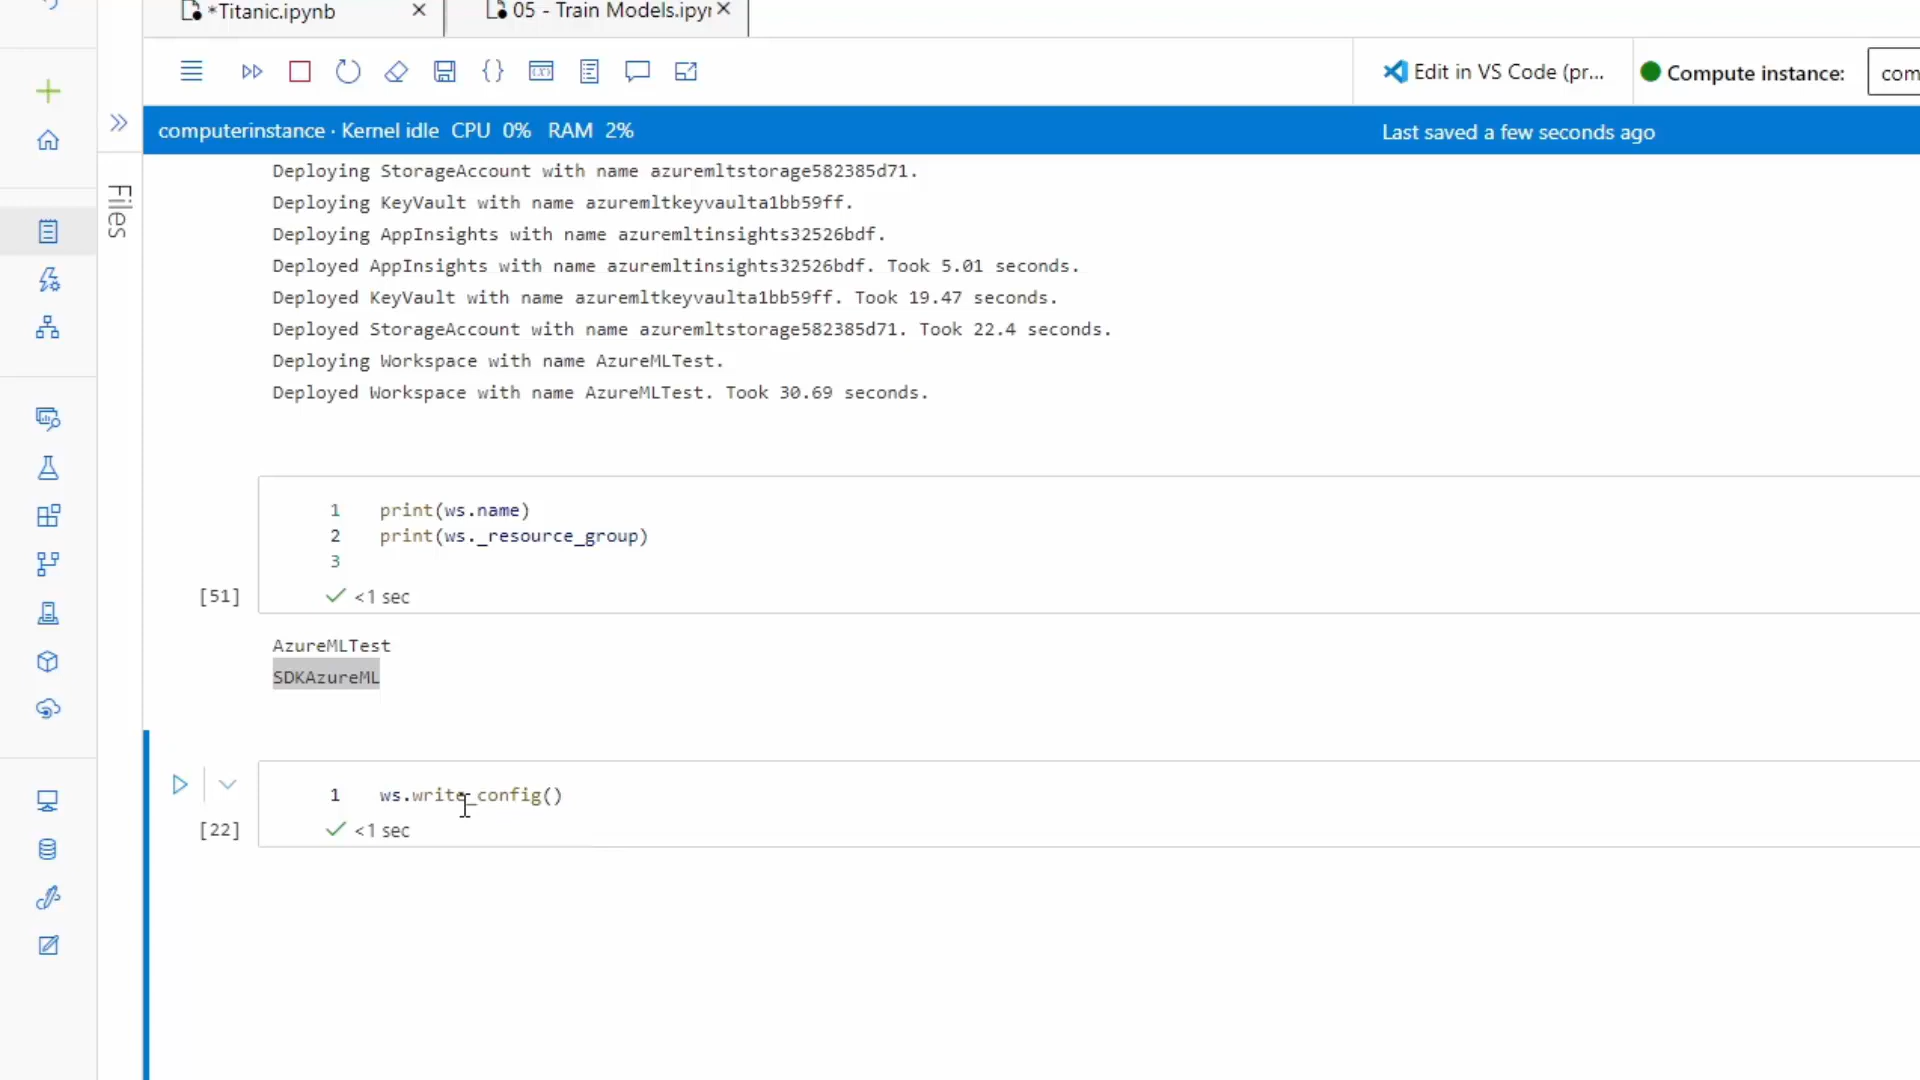 *Titanic.ipynb
05 - Train Models.ipyn
Edit in VS Code (pr...
Compute instance:
com
computerinstance · Kernel idle CPU 0% RAM 2%
Last saved a few seconds ago
Files
Deploying StorageAccount with name azuremltstorage582385d71.
Deploying KeyVault with name azuremltkeyvaulta1bb59ff.
Deploying AppInsights with name azuremltinsights32526bdf.
Deployed AppInsights with name azuremltinsights32526bdf. Took 5.01 seconds.
Deployed KeyVault with name azuremltkeyvaulta1bb59ff. Took 19.47 seconds.
Deployed StorageAccount with name azuremltstorage582385d71. Took 22.4 seconds.
Deploying Workspace with name AzureMLTest.
Deployed Workspace with name AzureMLTest. Took 30.69 seconds.
1 print(ws.name)
2 print(ws._resource_group)
3
[51] <1 sec
AzureMLTest
SDKAzureML
1 ws.write_config()
[22] <1 sec